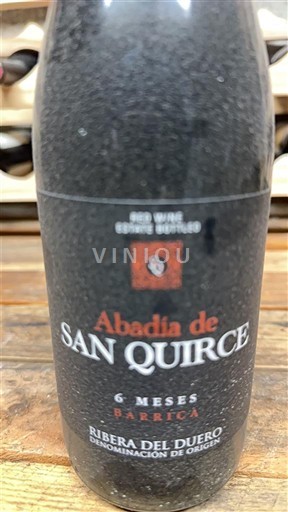 RED WINE
ESTATE BOTTLED
VINIOU
Abadía de
SAN QUIRCE
6 MESES
BARRICA
RIBERA DEL DUERO
DENOMINACIÓN DE ORIGEN